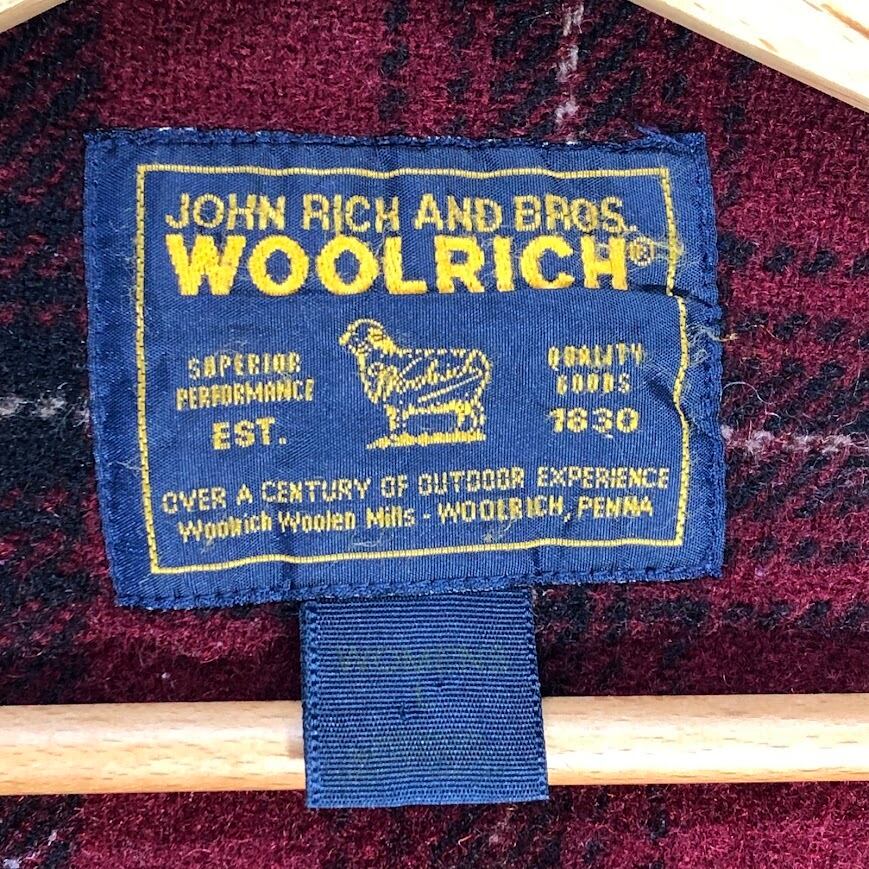 JOHN RICH AND BROS.
WOOLRICH®
SUPERIOR
PERFORMANCE
EST.
Woolrich
QUALITY
GOODS
1830
OVER A CENTURY OF OUTDOOR EXPERIENCE
Woolrich Woolen Mills - WOOLRICH, PENNA